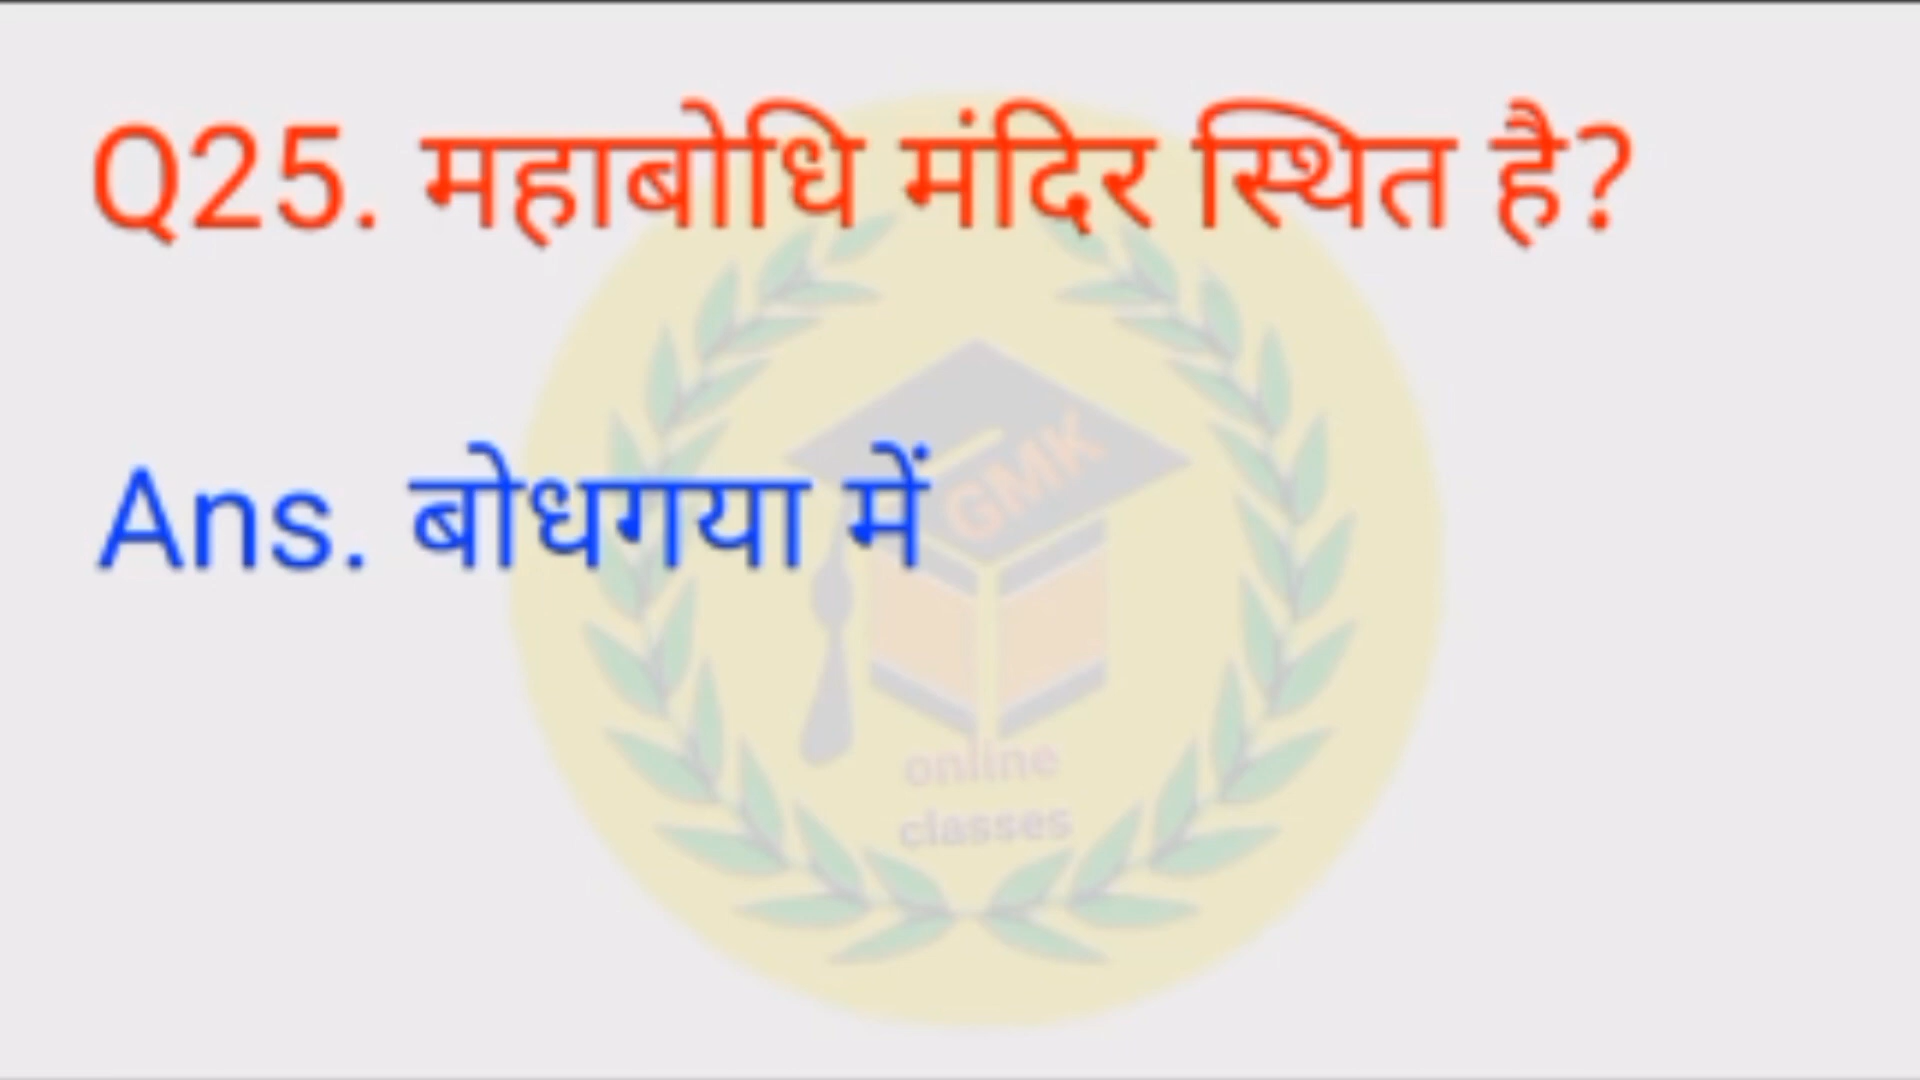 Q25. महाबोधि मंदिर स्थित है?
Ans. बोधगया में
GMK
online
classes